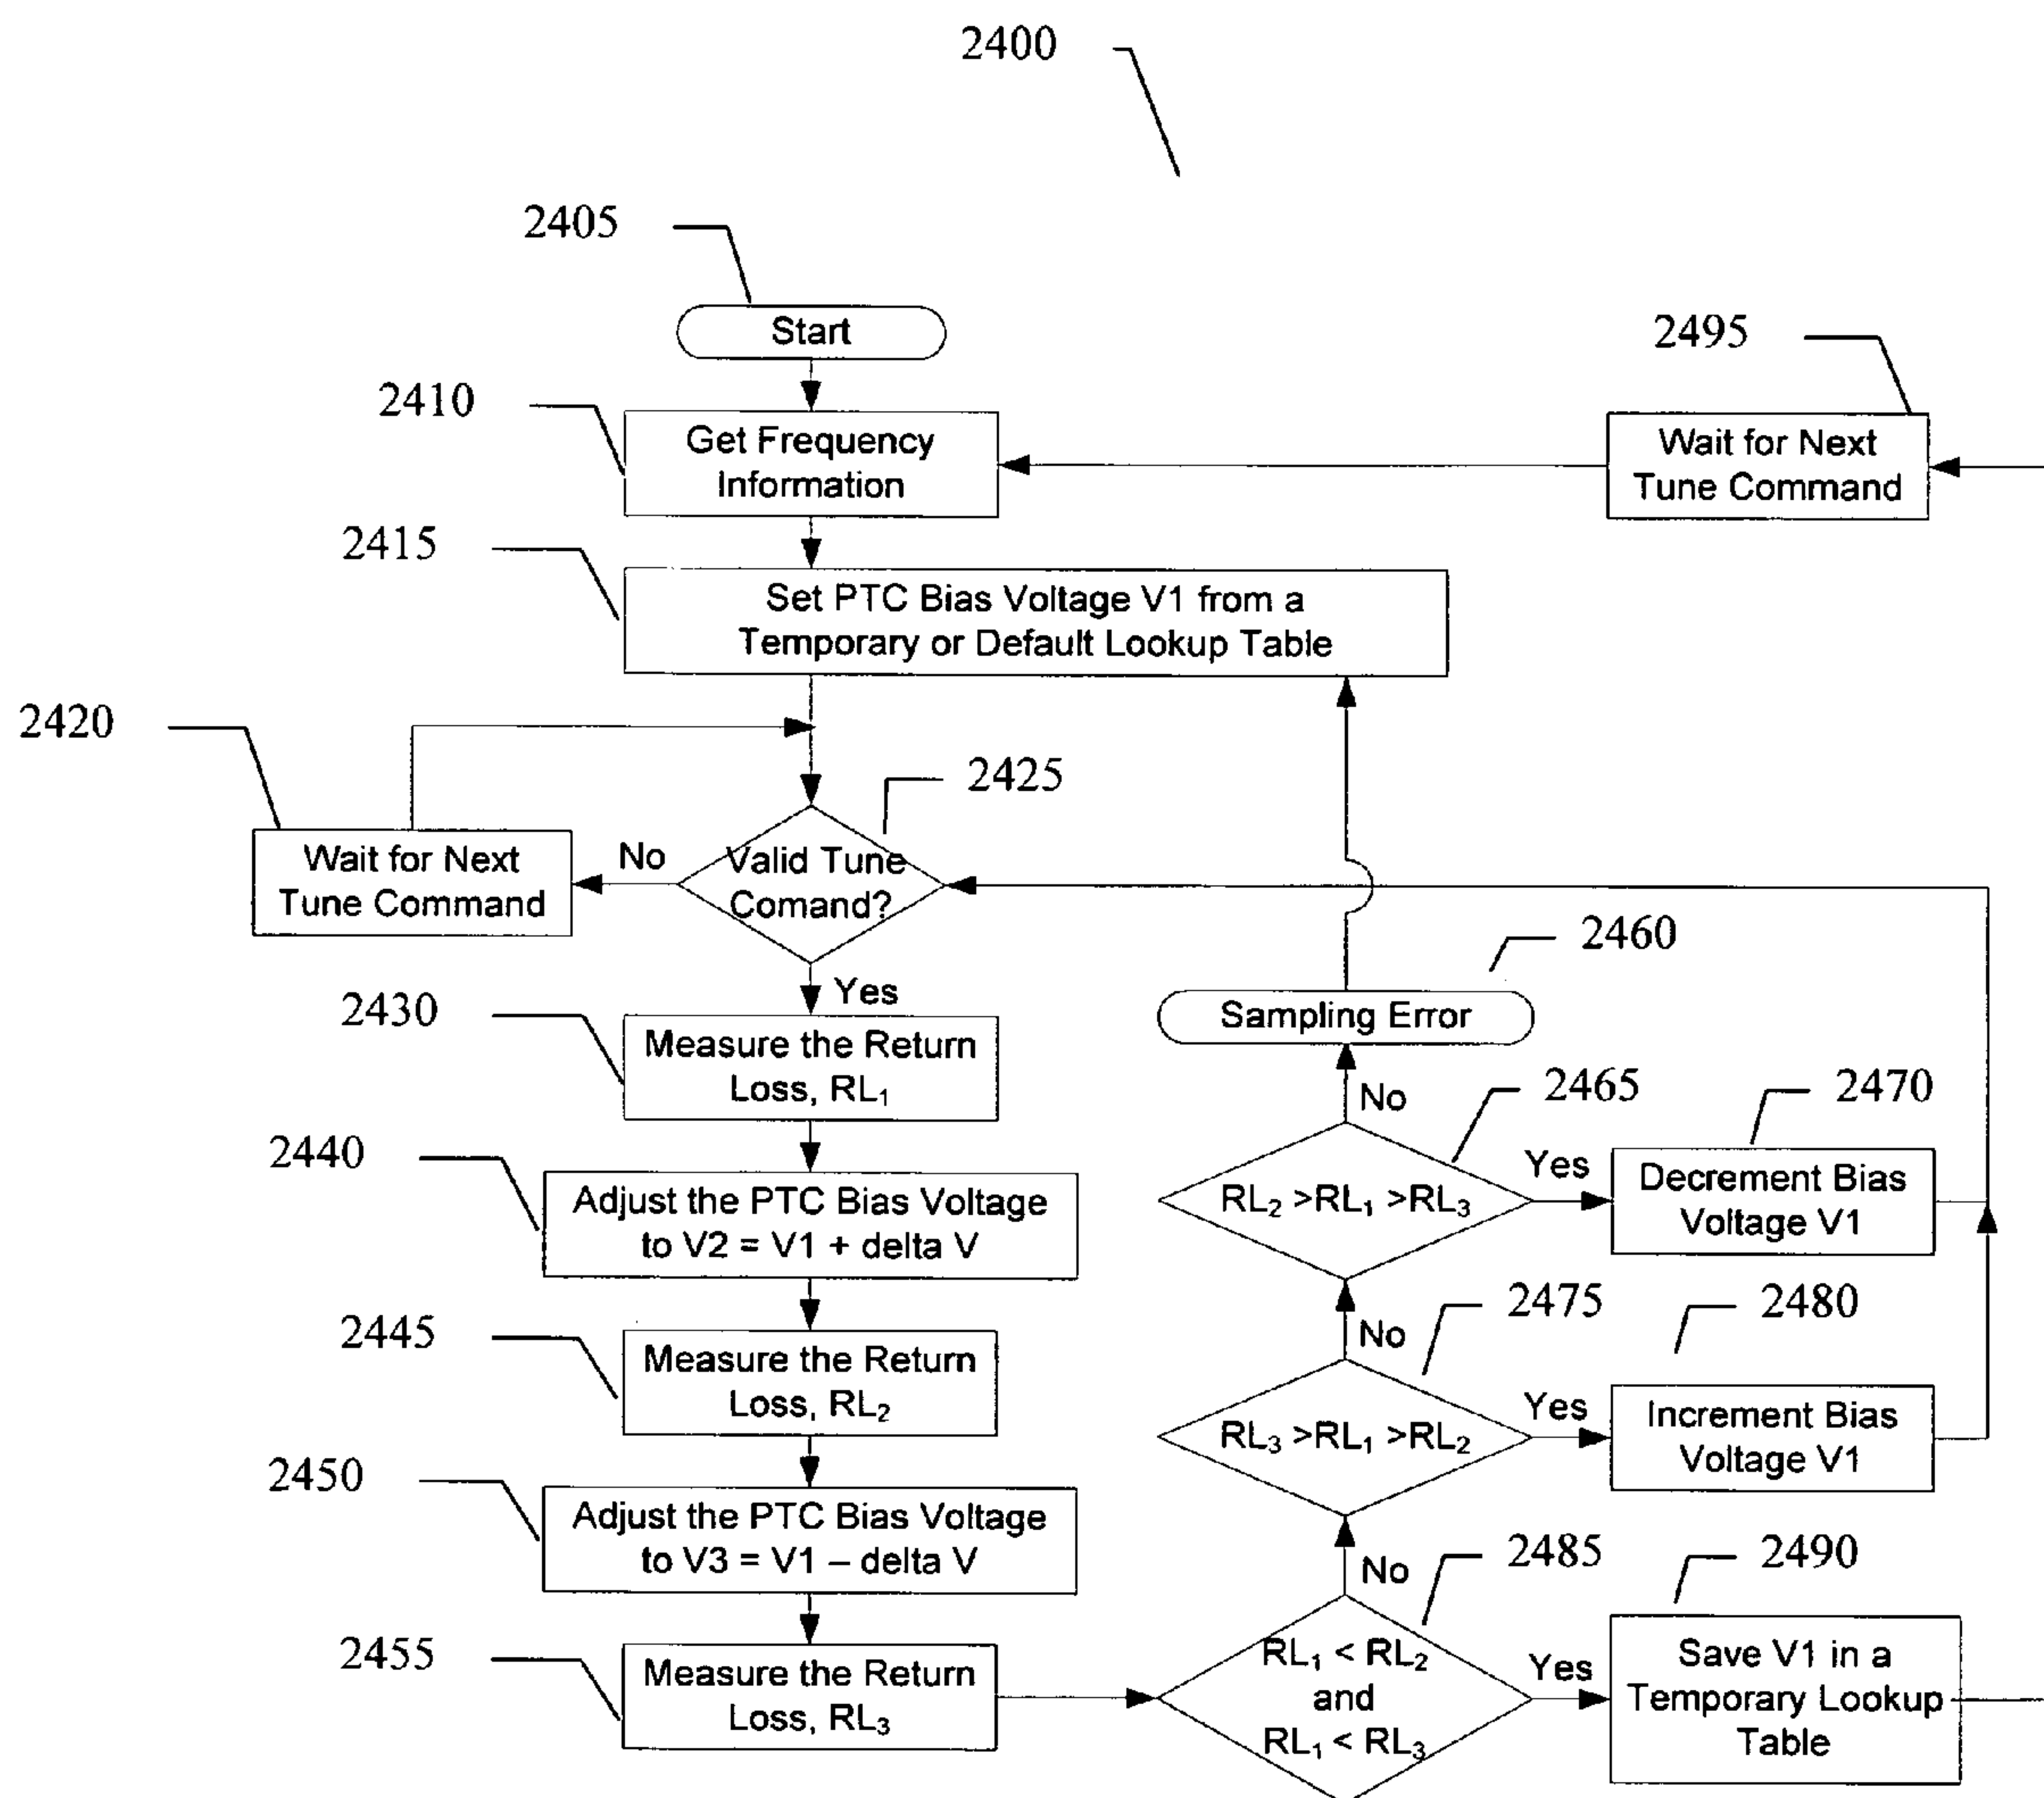 2400
2405
Start
2495
2410
Get Frequency
Information
Wait for Next
Tune Command
2415
Set PTC Bias Voltage V1 from a
Temporary or Default Lookup Table
2420
2425
Wait for Next
Tune Command
No
Valid Tune
Comand?
Yes
2430
Measure the Return
Loss, RL₁
2460
Sampling Error
No
2465
2470
2440
Adjust the PTC Bias Voltage
to V2 = V1 + delta V
RL₂ >RL₁ >RL₃
Yes
Decrement Bias
Voltage V1
No
2475
2480
2445
Measure the Return
Loss, RL₂
RL₃ >RL₁ >RL₂
Yes
Increment Bias
Voltage V1
2450
Adjust the PTC Bias Voltage
to V3 = V1 – delta V
No
2485
2490
2455
Measure the Return
Loss, RL₃
RL₁ < RL₂
and
RL₁ < RL₃
Yes
Save V1 in a
Temporary Lookup
Table